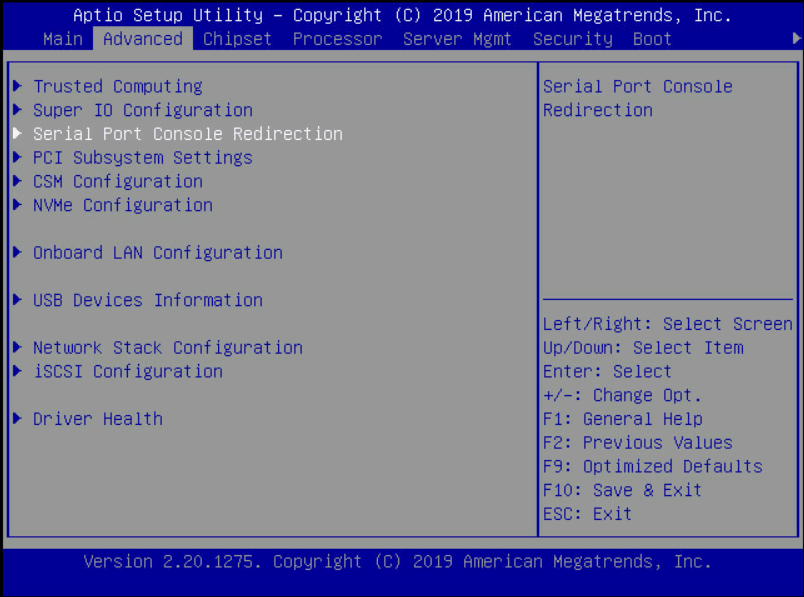 Aptio Setup Utility – Copyright (C) 2019 American Megatrends, Inc.
Main Advanced Chipset Processor Server Mgmt Security Boot
Trusted Computing
Super IO Configuration
Serial Port Console Redirection
PCI Subsystem Settings
CSM Configuration
NVMe Configuration
Onboard LAN Configuration
USB Devices Information
Network Stack Configuration
iSCSI Configuration
Driver Health
Serial Port Console
Redirection
Left/Right: Select Screen
Up/Down: Select Item
Enter: Select
+/-: Change Opt.
F1: General Help
F2: Previous Values
F9: Optimized Defaults
F10: Save & Exit
ESC: Exit
Version 2.20.1275. Copyright (C) 2019 American Megatrends, Inc.